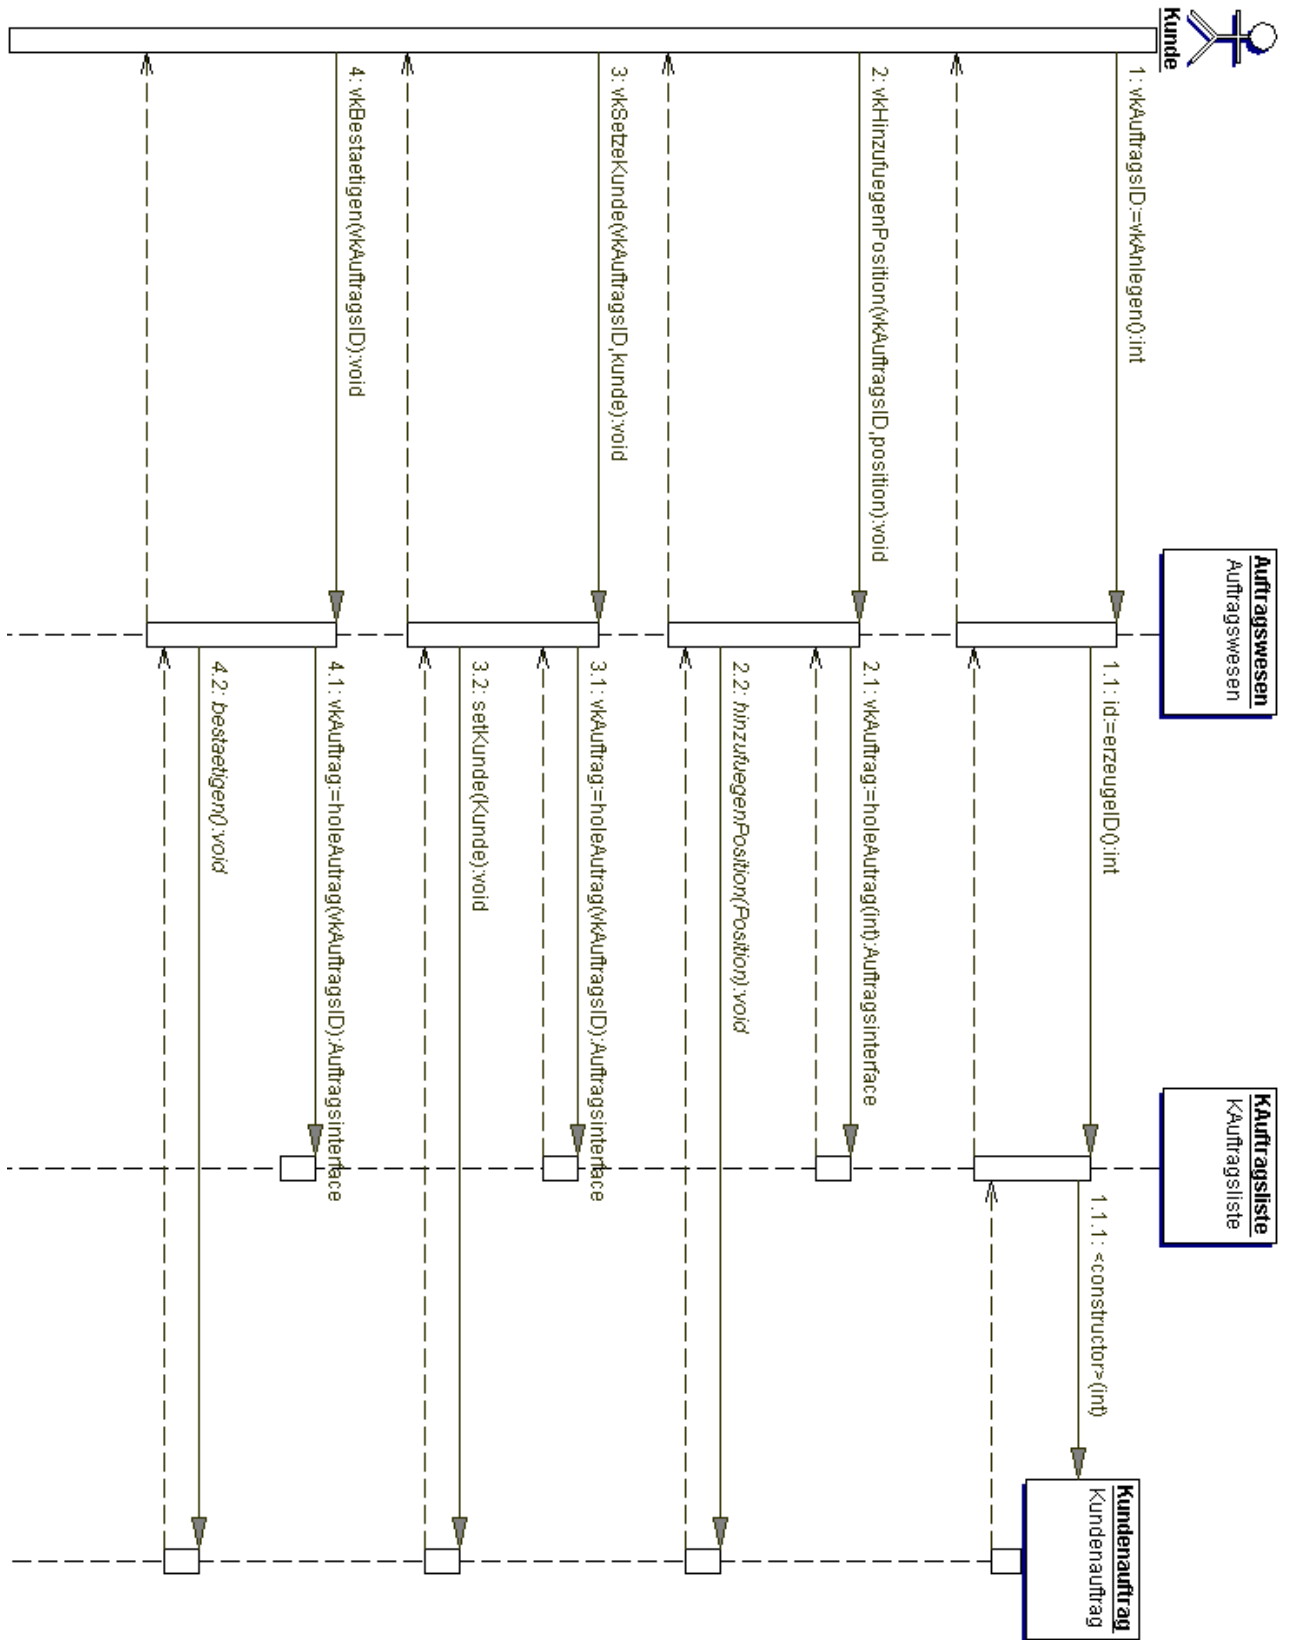 Kunde
Auftragswesen
Auftragswesen
KAuftragsliste
KAuftragsliste
Kundenauftrag
Kundenauftrag
1: vkAuftragsID:=vkAnlegen():int
1.1: id:=erzeugeID():int
1.1.1: <constructor>(int)
2: vkHinzufuegenPosition(vkAuftragsID,position):void
2.1: vkAuftrag:=holeAutrag(int):Auftragsinterface
2.2: hinzufuegenPosition(Position):void
3: vkSetzeKunde(vkAuftragsID,kunde):void
3.1: vkAuftrag:=holeAutrag(vkAuftragsID):Auftragsinterface
3.2: setKunde(Kunde):void
4: vkBestaetigen(vkAuftragsID):void
4.1: vkAuftrag:=holeAutrag(vkAuftragsID):Auftragsinterface
4.2: bestaetigen():void